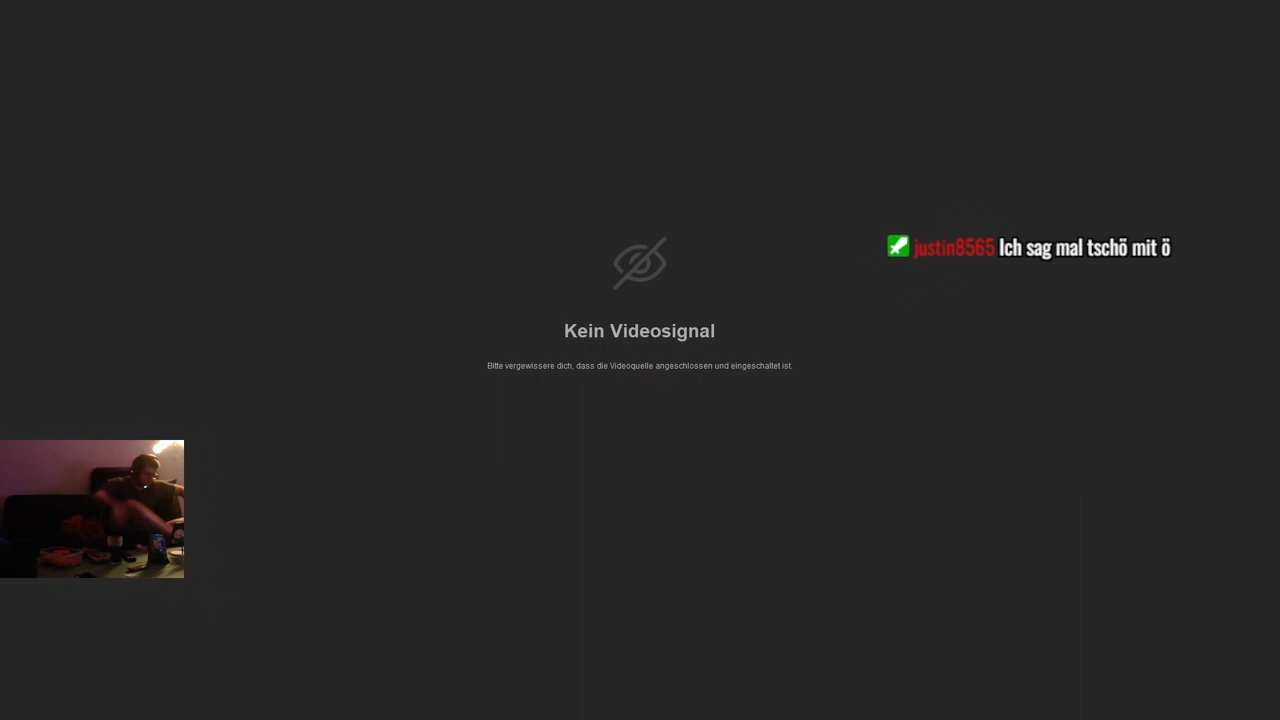 justin8565 Ich sag mal tschö mit ö
Kein Videosignal
Bitte vergewissere dich, dass die Videoquelle angeschlossen und eingeschaltet ist.